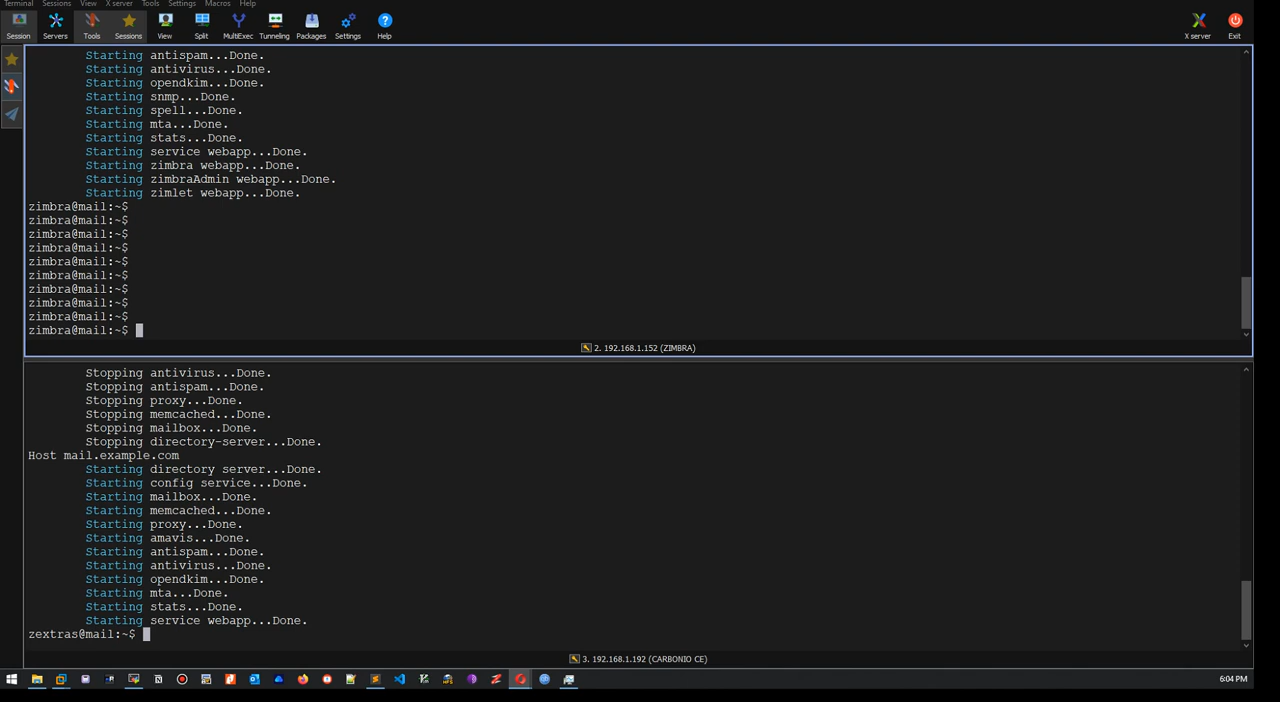 Terminal Sessions View X server Tools Settings Macros Help
Session Servers Tools Sessions View Split MultiExec Tunneling Packages Settings Help X server Exit
Starting antispam...Done.
Starting antivirus...Done.
Starting opendkim...Done.
Starting snmp...Done.
Starting spell...Done.
Starting mta...Done.
Starting stats...Done.
Starting service webapp...Done.
Starting zimbra webapp...Done.
Starting zimbraAdmin webapp...Done.
Starting zimlet webapp...Done.
zimbra@mail:~$
zimbra@mail:~$
zimbra@mail:~$
zimbra@mail:~$
zimbra@mail:~$
zimbra@mail:~$
zimbra@mail:~$
zimbra@mail:~$
zimbra@mail:~$
zimbra@mail:~$
2. 192.168.1.152 (ZIMBRA)
Stopping antivirus...Done.
Stopping antispam...Done.
Stopping proxy...Done.
Stopping memcached...Done.
Stopping mailbox...Done.
Stopping directory-server...Done.
Host mail.example.com
Starting directory server...Done.
Starting config service...Done.
Starting mailbox...Done.
Starting memcached...Done.
Starting proxy...Done.
Starting amavis...Done.
Starting antispam...Done.
Starting antivirus...Done.
Starting opendkim...Done.
Starting mta...Done.
Starting stats...Done.
Starting service webapp...Done.
zextras@mail:~$
3. 192.168.1.192 (CARBONIO CE)
6:04 PM